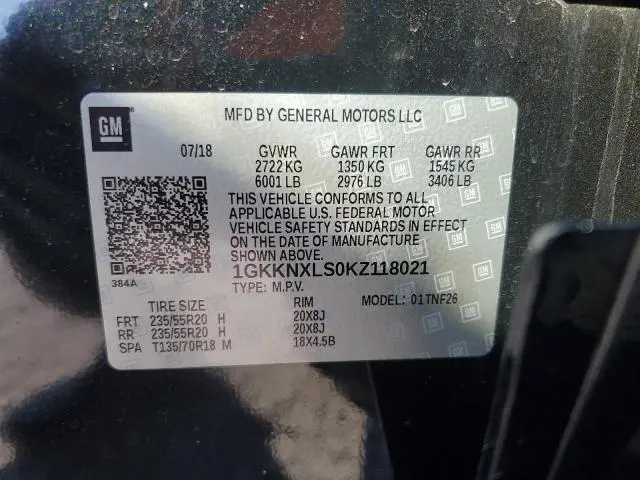 GM
MFD BY GENERAL MOTORS LLC
07/18 GVWR GAWR FRT GAWR RR
2722 KG 1350 KG 1545 KG
6001 LB 2976 LB 3406 LB
THIS VEHICLE CONFORMS TO ALL
APPLICABLE U.S. FEDERAL MOTOR
VEHICLE SAFETY STANDARDS IN EFFECT
ON THE DATE OF MANUFACTURE
SHOWN ABOVE.
1GKKNXLS0KZ118021
384A TYPE: M.P.V.
TIRE SIZE RIM MODEL: 01TNF26
FRT 235/55R20 H 20X8J
RR 235/55R20 H 20X8J
SPA T135/70R18 M 18X4.5B